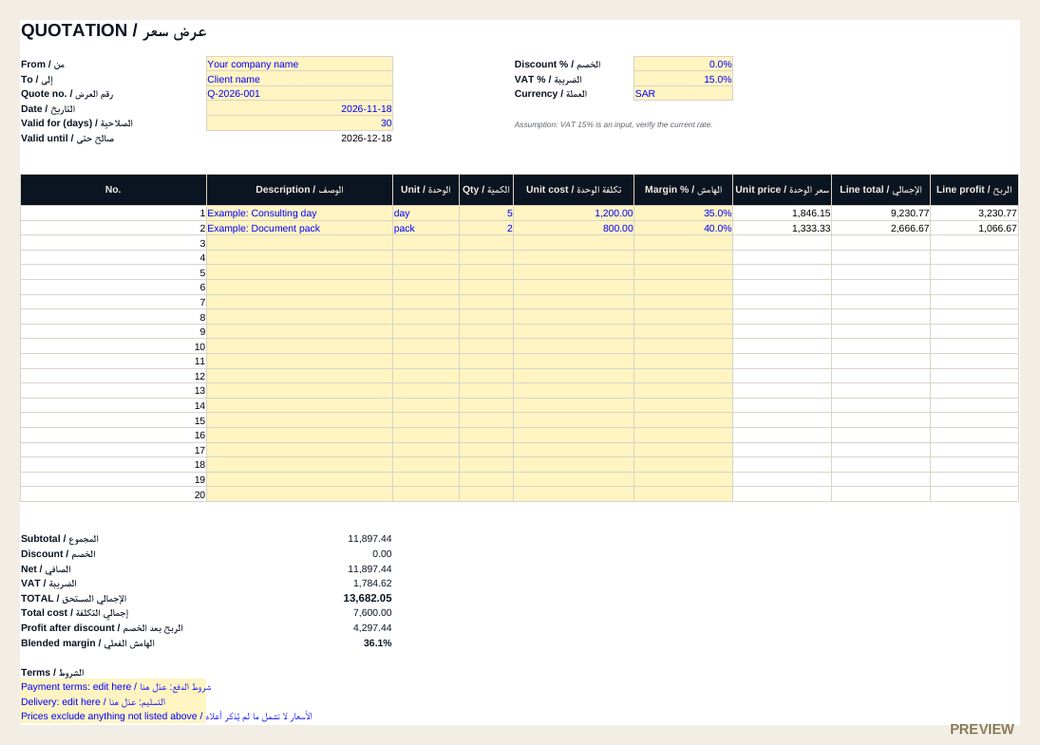 QUOTATION / عرض سعر
From / من Your company name Discount % / الخصم 0.0%
To / إلى Client name VAT % / الضريبة 15.0%
Quote no. / رقم العرض Q-2026-001 Currency / العملة SAR
Date / التاريخ 2026-11-18
Valid for (days) / الصلاحية 30 Assumption: VAT 15% is an input, verify the current rate.
Valid until / صالح حتى 2026-12-18
No. Description / الوصف Unit / الوحدة Qty / الكمية Unit cost / تكلفة الوحدة Margin % / الهامش Unit price / سعر الوحدة Line total / الإجمالي Line profit / الربح
1 Example: Consulting day day 5 1,200.00 35.0% 1,846.15 9,230.77 3,230.77
2 Example: Document pack pack 2 800.00 40.0% 1,333.33 2,666.67 1,066.67
3
4
5
6
7
8
9
10
11
12
13
14
15
16
17
18
19
20
Subtotal / المجموع 11,897.44
Discount / الخصم 0.00
Net / الصافي 11,897.44
VAT / الضريبة 1,784.62
TOTAL / الإجمالي المستحق 13,682.05
Total cost / إجمالي التكلفة 7,600.00
Profit after discount / الربح بعد الخصم 4,297.44
Blended margin / الهامش الفعلي 36.1%
Terms / الشروط
Payment terms: edit here / شروط الدفع: عدّل هنا
Delivery: edit here / التسليم: عدّل هنا
Prices exclude anything not listed above / الأسعار لا تشمل ما لم يُذكر أعلاه
PREVIEW